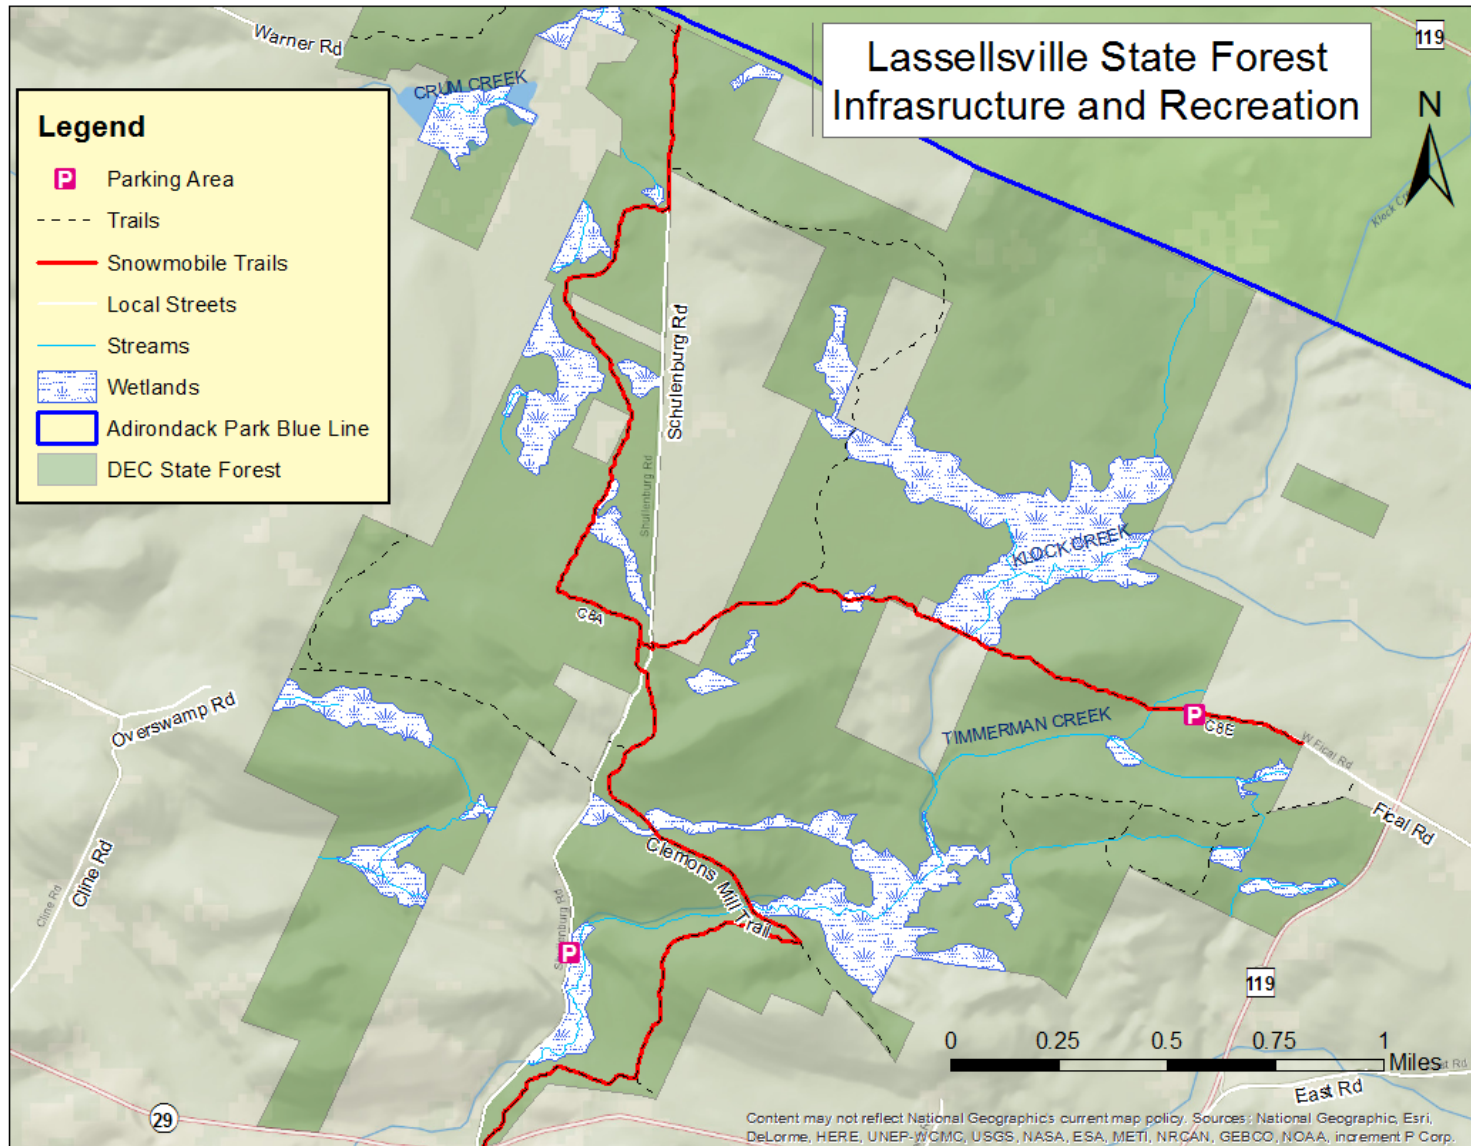 Lassellsville State Forest
Infrasructure and Recreation
N
119
Warner Rd
CRUM CREEK
Legend
P Parking Area
Trails
Snowmobile Trails
Local Streets
Streams
Wetlands
Adirondack Park Blue Line
DEC State Forest
Schulenburg Rd
Shullenburg Rd
KLOCK CREEK
C8A
Overswamp Rd
TIMMERMAN CREEK
P
C8E
W Fical Rd
Fical Rd
Cline Rd
Cline Rd
Clemons Mill Trail
P
119
0 0.25 0.5 0.75 1
Miles
East Rd
29
Content may not reflect National Geographic's current map policy. Sources: National Geographic, Esri,
DeLorme, HERE, UNEP-WCMC, USGS, NASA, ESA, METI, NRCAN, GEBCO, NOAA, increment P Corp.